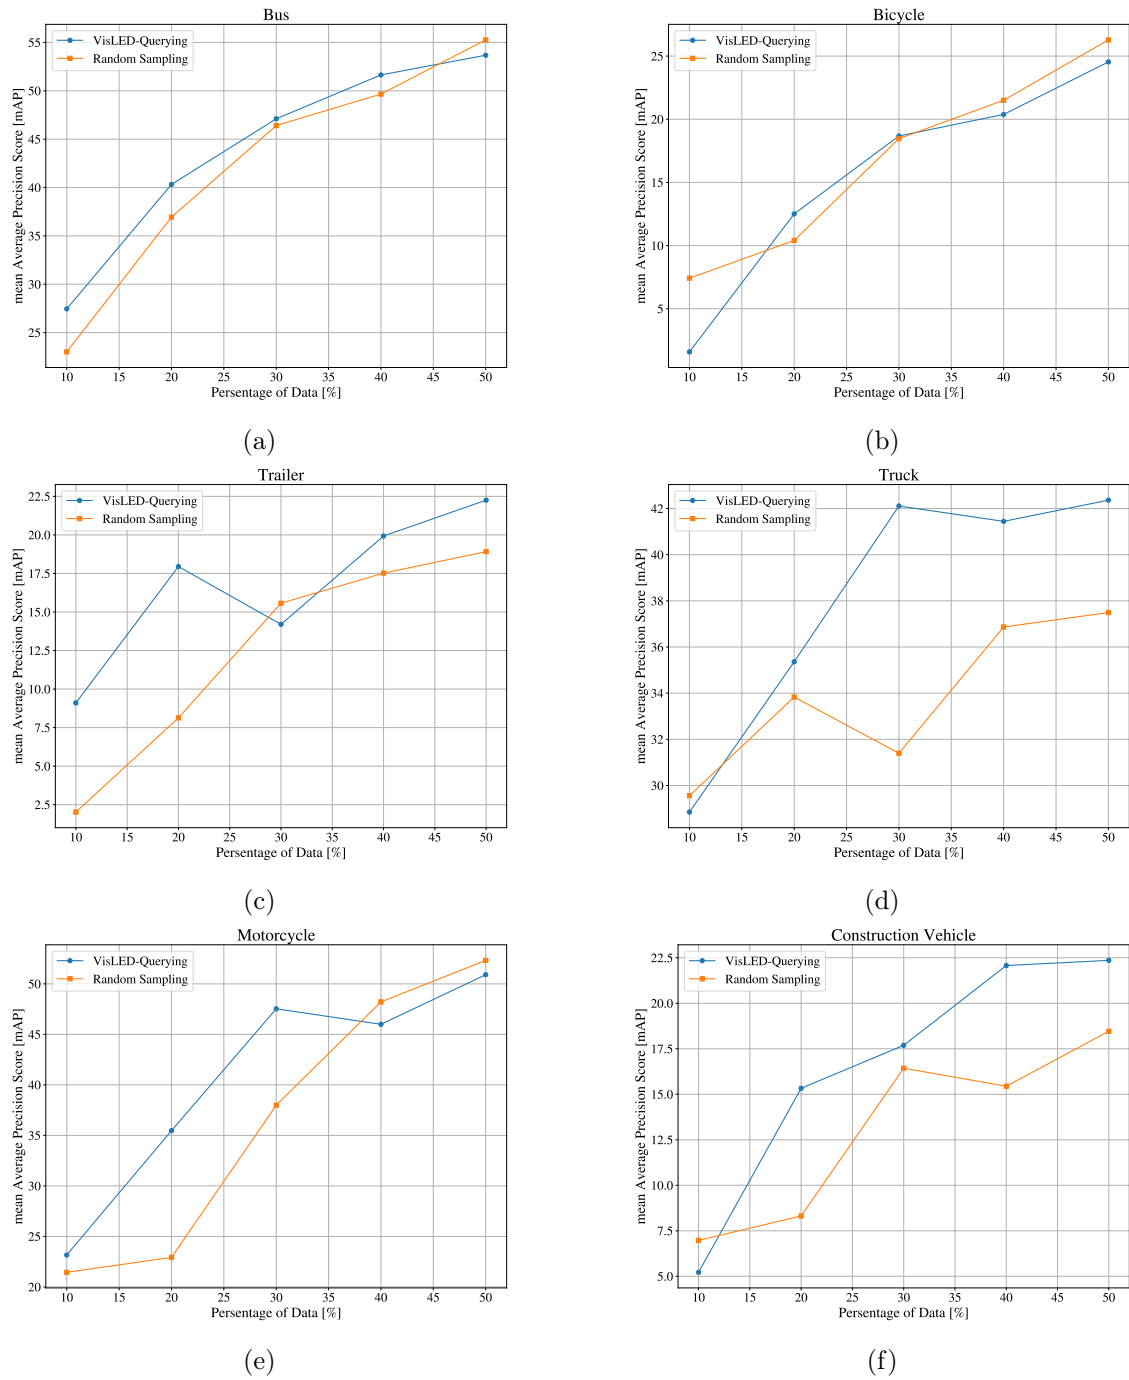 Bus
VisLED-Querying
Random Sampling
55
50
45
40
35
30
25
mean Average Precision Score [mAP]
10 15 20 25 30 35 40 45 50
Persentage of Data [%]
(a)
Bicycle
VisLED-Querying
Random Sampling
25
20
15
10
5
mean Average Precision Score [mAP]
10 15 20 25 30 35 40 45 50
Persentage of Data [%]
(b)
Trailer
VisLED-Querying
Random Sampling
22.5
20.0
17.5
15.0
12.5
10.0
7.5
5.0
2.5
mean Average Precision Score [mAP]
10 15 20 25 30 35 40 45 50
Persentage of Data [%]
(c)
Truck
VisLED-Querying
Random Sampling
42
40
38
36
34
32
30
mean Average Precision Score [mAP]
10 15 20 25 30 35 40 45 50
Persentage of Data [%]
(d)
Motorcycle
VisLED-Querying
Random Sampling
50
45
40
35
30
25
20
mean Average Precision Score [mAP]
10 15 20 25 30 35 40 45 50
Persentage of Data [%]
(e)
Construction Vehicle
VisLED-Querying
Random Sampling
22.5
20.0
17.5
15.0
12.5
10.0
7.5
5.0
mean Average Precision Score [mAP]
10 15 20 25 30 35 40 45 50
Persentage of Data [%]
(f)